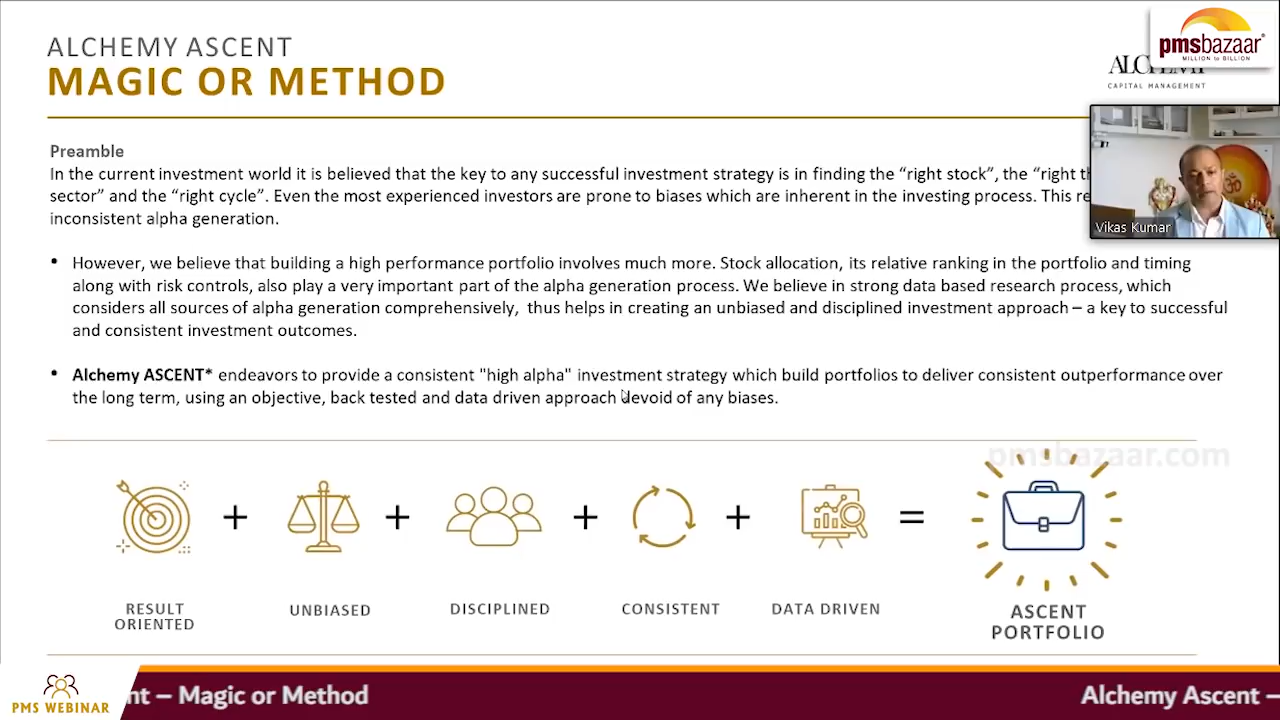 ALCHEMY ASCENT
MAGIC OR METHOD
pmsbazaar®
MILLION to BILLION
CAPITAL MANAGEMENT
Preamble
In the current investment world it is believed that the key to any successful investment strategy is in finding the “right stock”, the “right
sector” and the “right cycle”. Even the most experienced investors are prone to biases which are inherent in the investing process. This
inconsistent alpha generation.
Vikas Kumar
• However, we believe that building a high performance portfolio involves much more. Stock allocation, its relative ranking in the portfolio and timing
along with risk controls, also play a very important part of the alpha generation process. We believe in strong data based research process, which
considers all sources of alpha generation comprehensively, thus helps in creating an unbiased and disciplined investment approach – a key to successful
and consistent investment outcomes.
• Alchemy ASCENT* endeavors to provide a consistent "high alpha" investment strategy which build portfolios to deliver consistent outperformance over
the long term, using an objective, back tested and data driven approach devoid of any biases.
pmsbazaar.com
+ + + + =
RESULT
ORIENTED
UNBIASED
DISCIPLINED
CONSISTENT
DATA DRIVEN
ASCENT
PORTFOLIO
PMS WEBINAR
nt – Magic or Method
Alchemy Ascent –